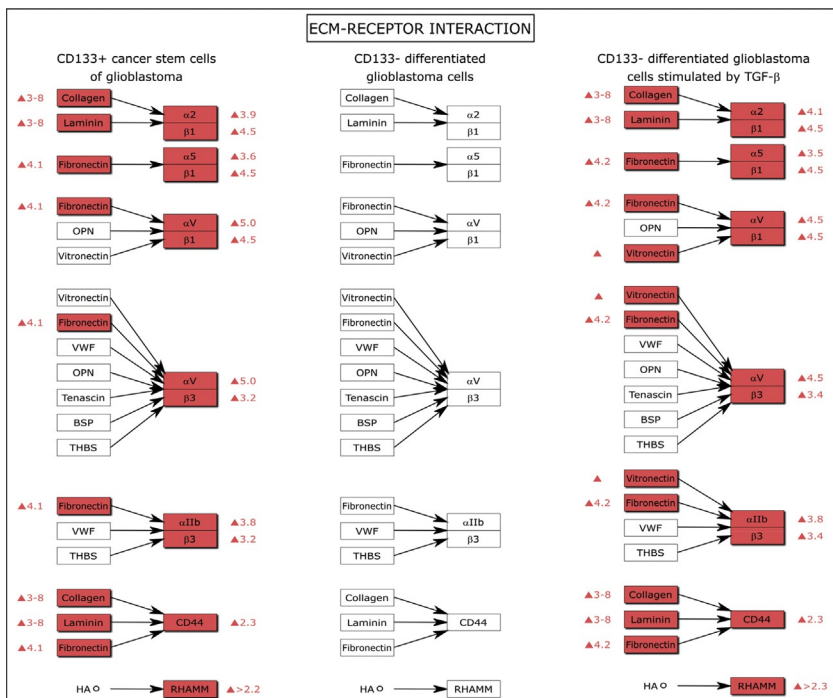 ECM-RECEPTOR INTERACTION
CD133+ cancer stem cells
of glioblastoma
▲3-8 Collagen
▲3-8 Laminin
α2 ▲3.9
β1 ▲4.5
▲4.1 Fibronectin
α5 ▲3.6
β1 ▲4.5
▲4.1 Fibronectin
OPN
Vitronectin
αV ▲5.0
β1 ▲4.5
Vitronectin
▲4.1 Fibronectin
VWF
OPN
Tenascin
BSP
THBS
αV ▲5.0
β3 ▲3.2
▲4.1 Fibronectin
VWF
THBS
αIIb ▲3.8
β3 ▲3.2
▲3-8 Collagen
▲3-8 Laminin
▲4.1 Fibronectin
CD44 ▲2.3
HA RHAMM ▲>2.2
CD133- differentiated
glioblastoma cells
Collagen
Laminin
α2
β1
Fibronectin
α5
β1
Fibronectin
OPN
Vitronectin
αV
β1
Vitronectin
Fibronectin
VWF
OPN
Tenascin
BSP
THBS
αV
β3
Fibronectin
VWF
THBS
αIIb
β3
Collagen
Laminin
Fibronectin
CD44
HA RHAMM
CD133- differentiated glioblastoma
cells stimulated by TGF-β
▲3-8 Collagen
▲3-8 Laminin
α2 ▲4.1
β1 ▲4.5
▲4.2 Fibronectin
α5 ▲3.5
β1 ▲4.5
▲4.2 Fibronectin
OPN
▲ Vitronectin
αV ▲4.5
β1 ▲4.5
▲ Vitronectin
▲4.2 Fibronectin
VWF
OPN
Tenascin
BSP
THBS
αV ▲4.5
β3 ▲3.4
▲ Vitronectin
▲4.2 Fibronectin
VWF
THBS
αIIb ▲3.8
β3 ▲3.4
▲3-8 Collagen
▲3-8 Laminin
▲4.2 Fibronectin
CD44 ▲2.3
HA RHAMM ▲>2.3